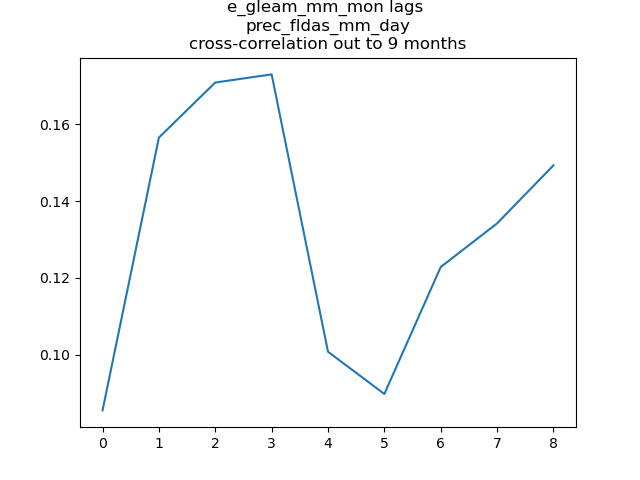 e_gleam_mm_mon lags
prec_fldas_mm_day
cross-correlation out to 9 months
0.16
0.14
0.12
0.10
0 1 2 3 4 5 6 7 8